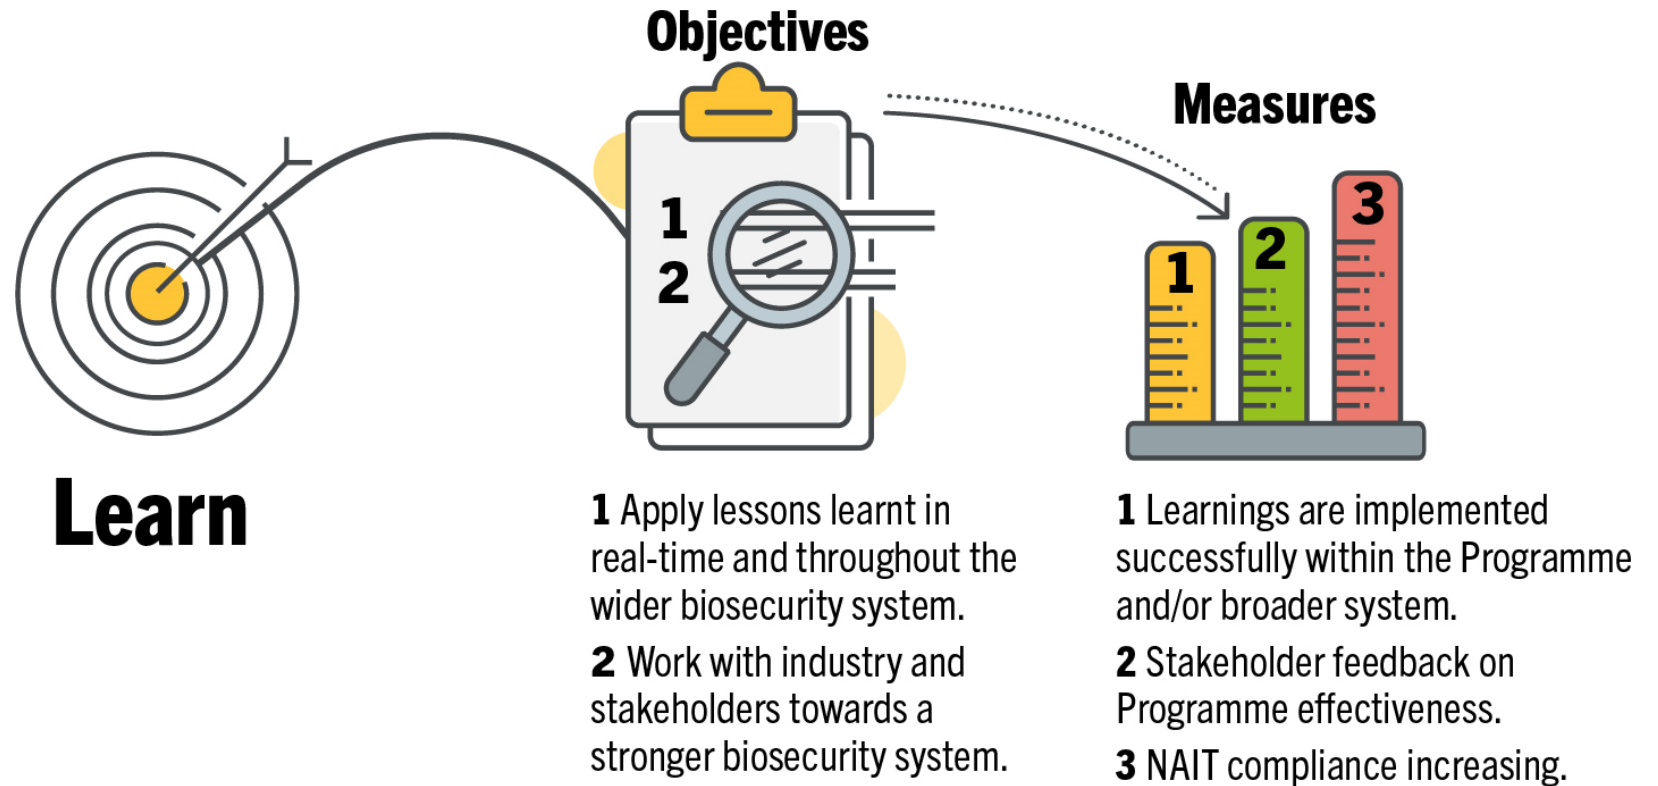 Objectives
Measures
1
2
1
2
3
Learn
1 Apply lessons learnt in
real-time and throughout the
wider biosecurity system.
2 Work with industry and
stakeholders towards a
stronger biosecurity system.
1 Learnings are implemented
successfully within the Programme
and/or broader system.
2 Stakeholder feedback on
Programme effectiveness.
3 NAIT compliance increasing.